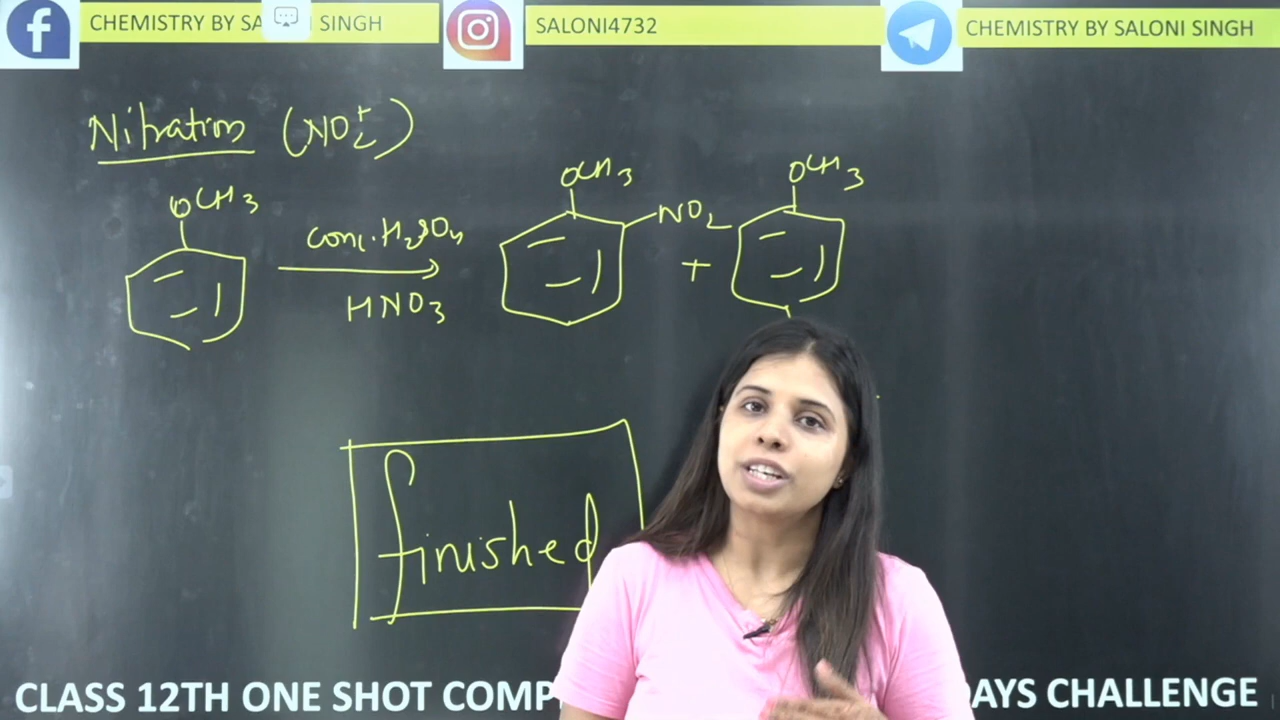 CHEMISTRY BY SA SINGH
SALONI4732
CHEMISTRY BY SALONI SINGH
Nitration (NO₂⁺)
OCH3
conc.H2SO4
HNO3
OCH3
NO2
+
OCH3
finished
CLASS 12TH ONE SHOT COMP AYS CHALLENGE